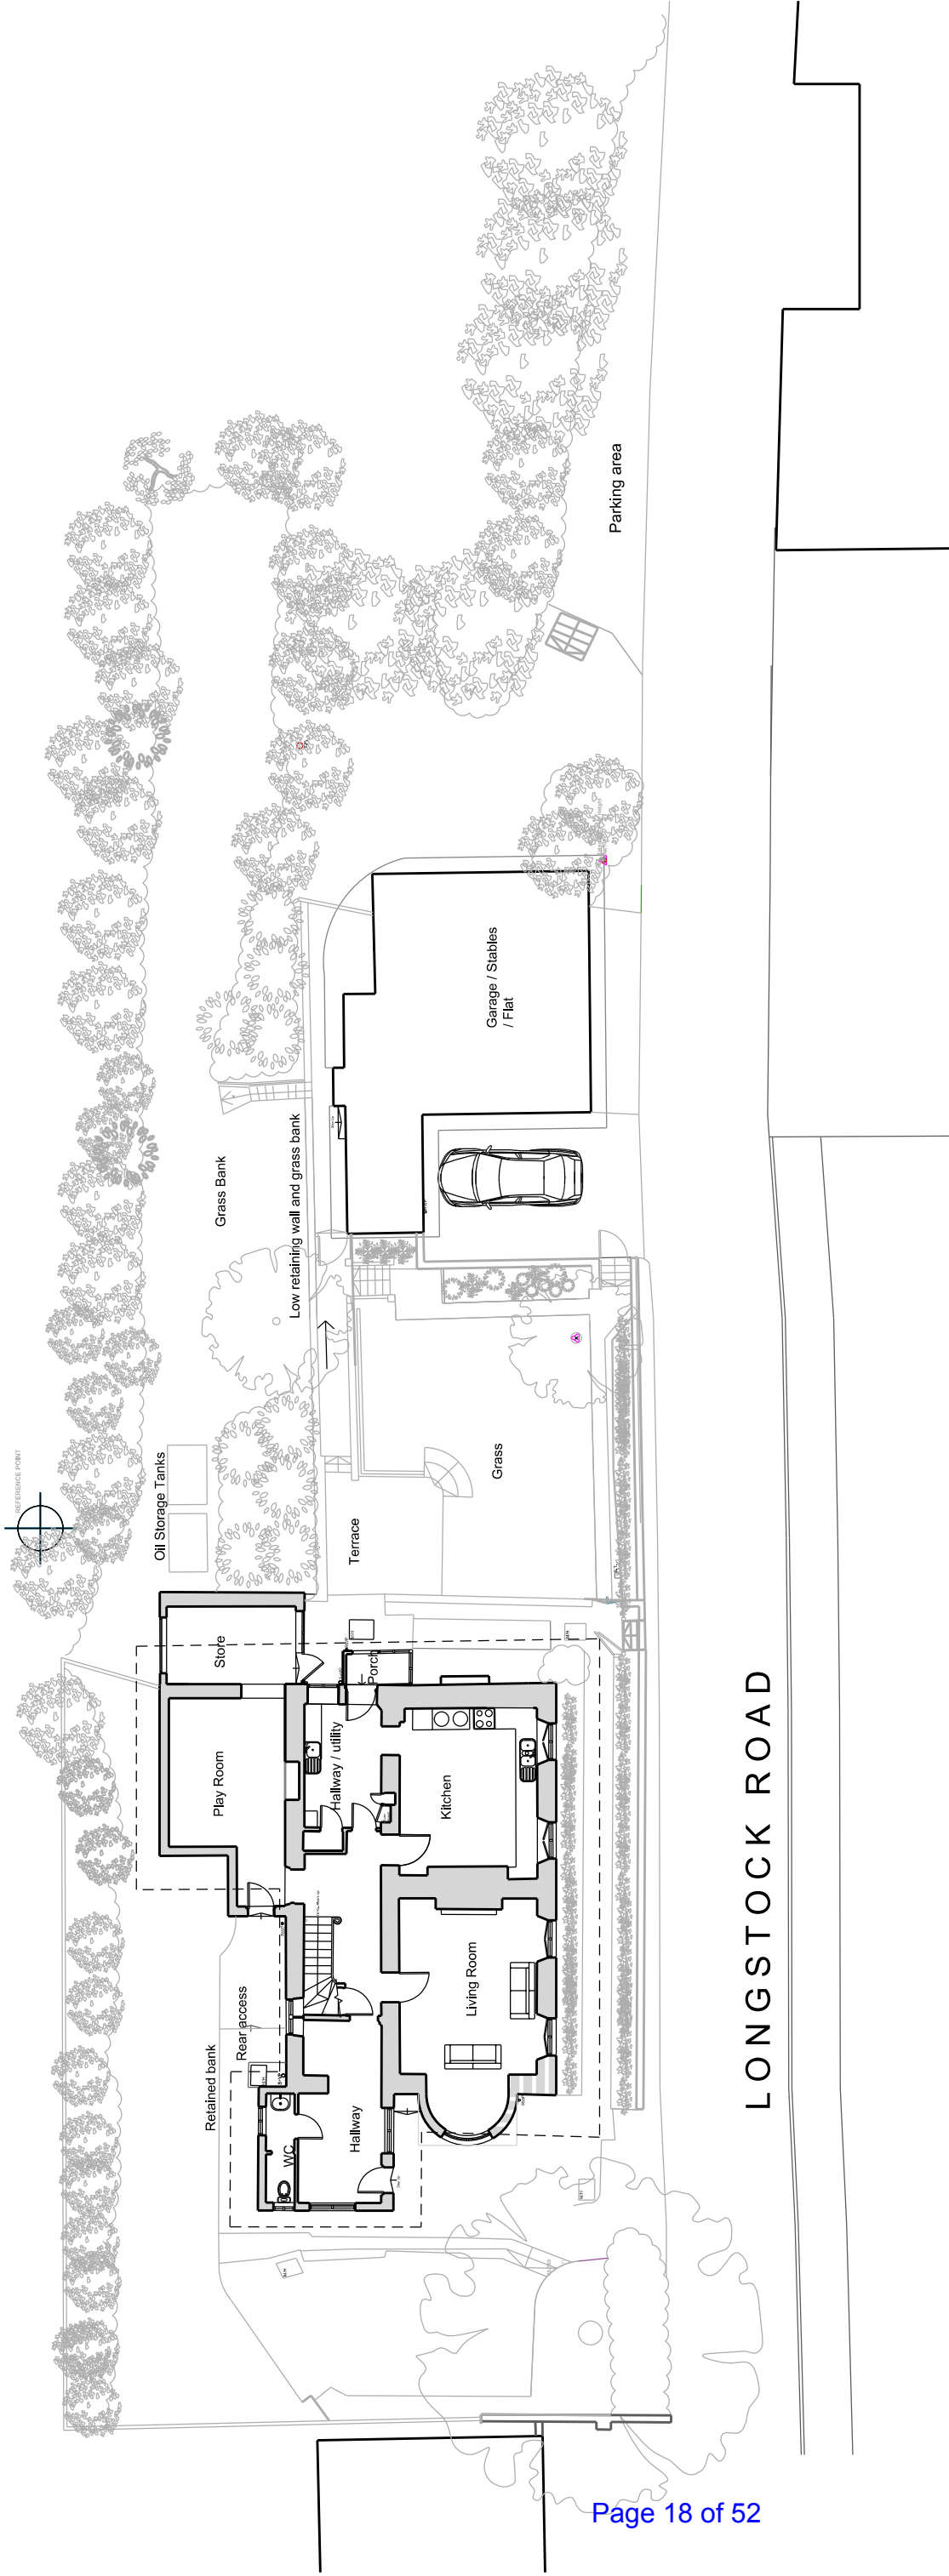 REFERENCE POINT
Oil Storage Tanks
Grass Bank
Low retaining wall and grass bank
Parking area
Garage / Stables
/ Flat
Terrace
Grass
Store
Porch
Play Room
Hallway / utility
Kitchen
Living Room
Rear access
Retained bank
WC
Hallway
LONGSTOCK ROAD
Page 18 of 52